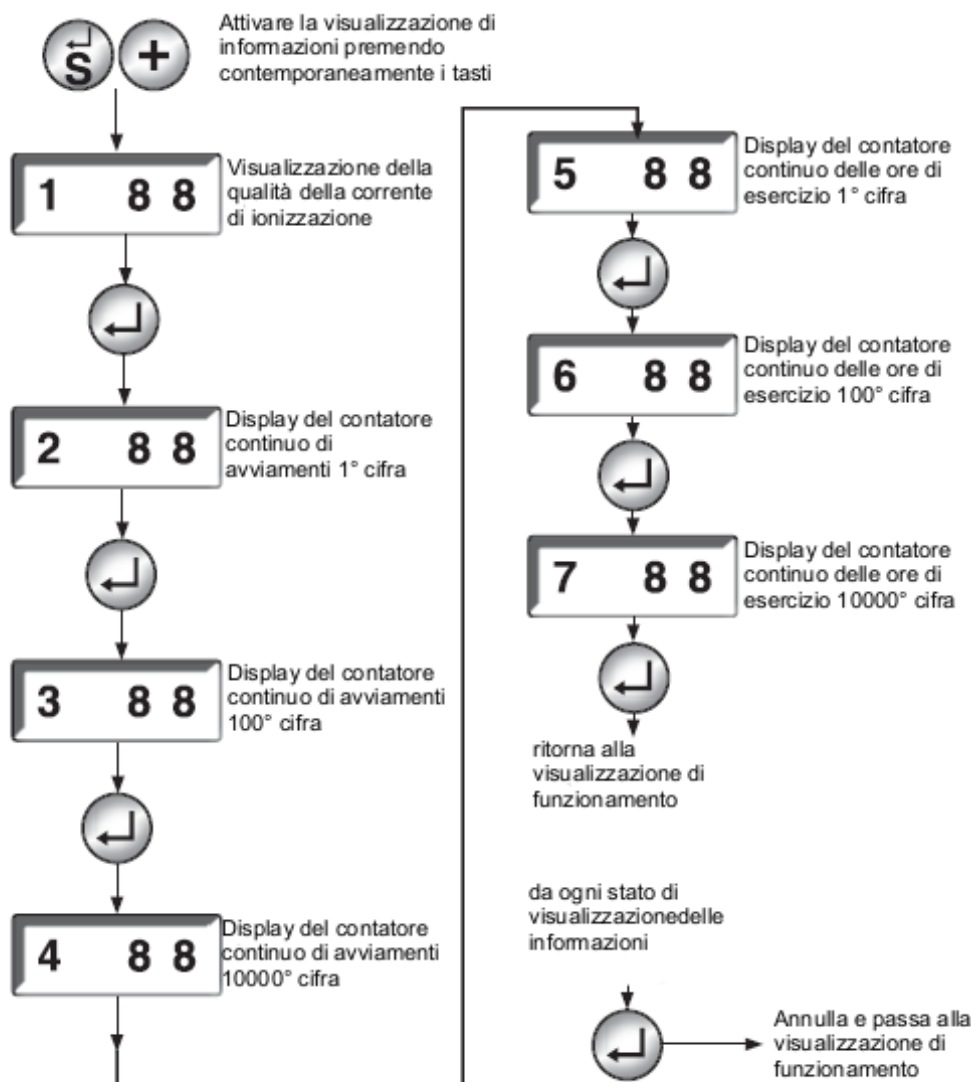 S +
Attivare la visualizzazione di
informazioni premendo
contemporaneamente i tasti
1 8 8
Visualizzazione della
qualità della corrente
di ionizzazione
2 8 8
Display del contatore
continuo di
avviamenti 1° cifra
3 8 8
Display del contatore
continuo di avviamenti
100° cifra
4 8 8
Display del contatore
continuo di avviamenti
10000° cifra
5 8 8
Display del contatore
continuo delle ore di
esercizio 1° cifra
6 8 8
Display del contatore
continuo delle ore di
esercizio 100° cifra
7 8 8
Display del contatore
continuo delle ore di
esercizio 10000° cifra
ritorna alla
visualizzazione di
funzionamento
da ogni stato di
visualizzazionedelle
informazioni
Annulla e passa alla
visualizzazione di
funzionamento